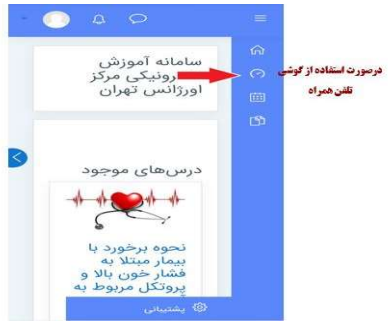 سامانه آموزش
رونیکی مرکز
اورژانس تهران
درصورت استفاده از گوشی
تلفن همراه
درس‌های موجود
نحوه برخورد با
بیمار مبتلا به
فشار خون بالا و
پروتکل مربوط به
پشتیبانی